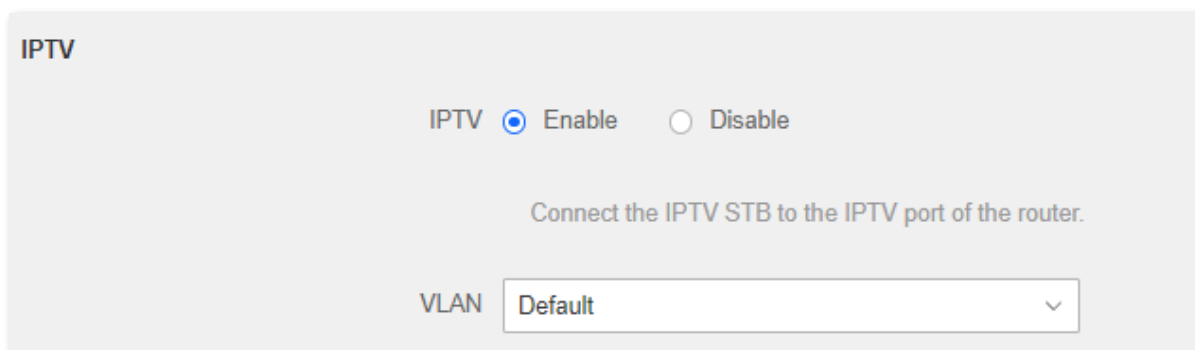 IPTV
IPTV Enable Disable
Connect the IPTV STB to the IPTV port of the router.
VLAN Default